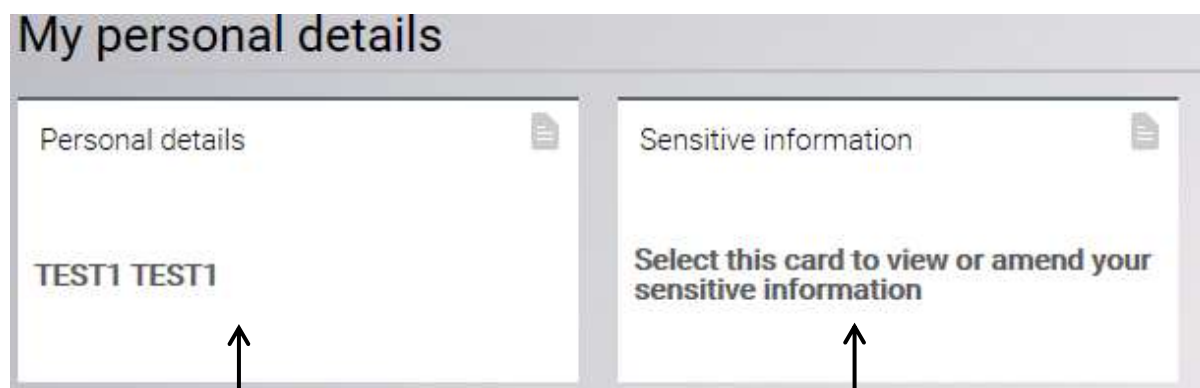 My personal details
Personal details
TEST1 TEST1
Sensitive information
Select this card to view or amend your
sensitive information